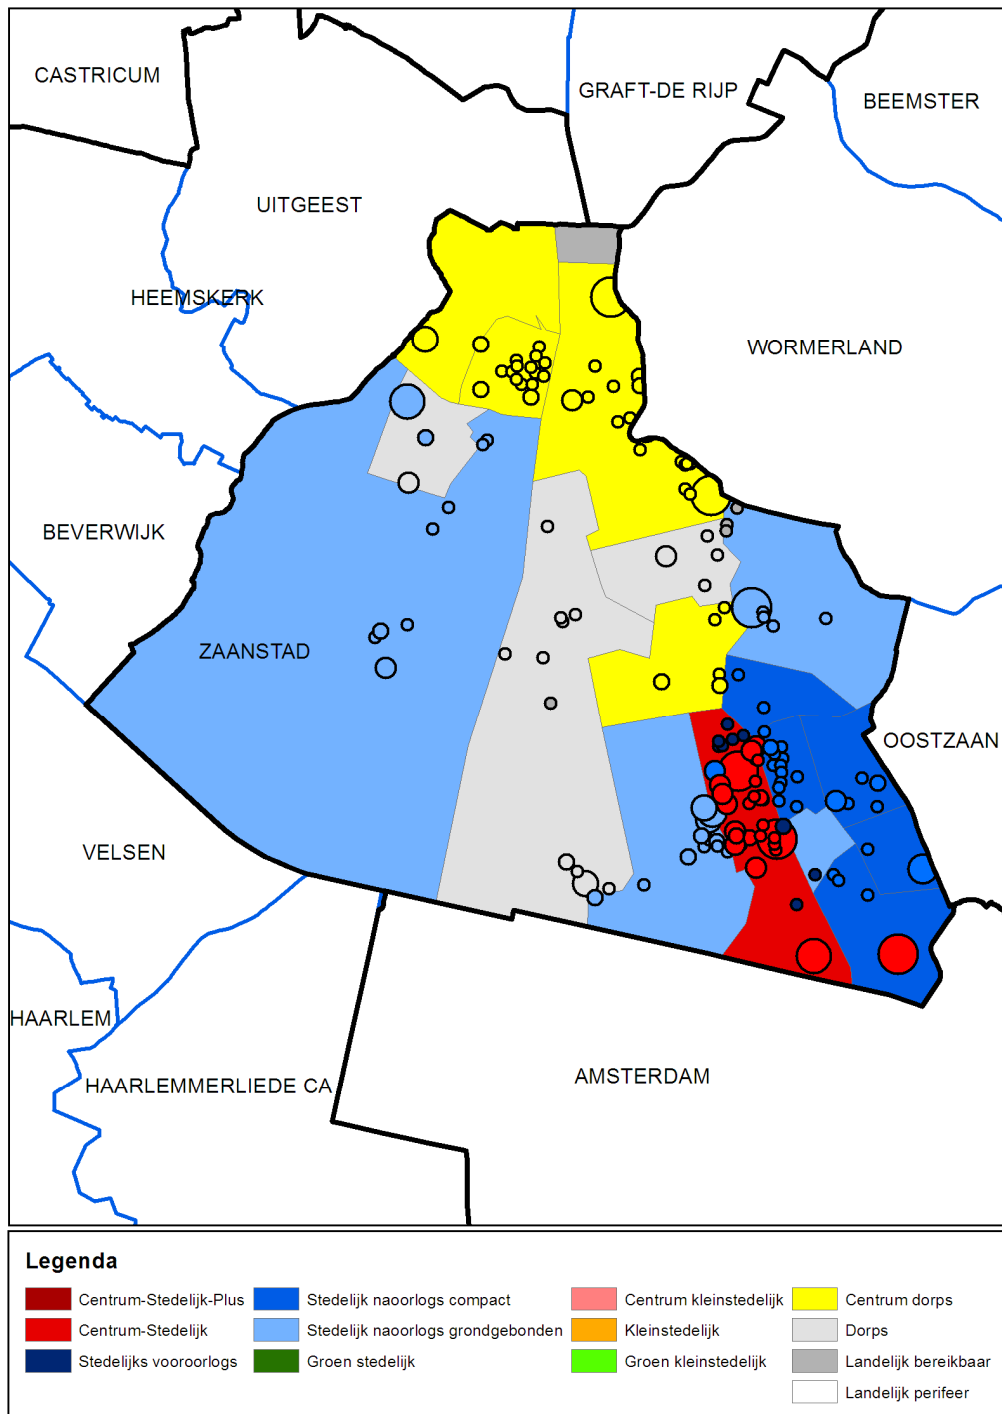 CASTRICUM
GRAFT-DE RIJP
BEEMSTER
UITGEEST
HEEMSKERK
WORMERLAND
BEVERWIJK
ZAANSTAD
OOSTZAAN
VELSEN
HAARLEM
AMSTERDAM
HAARLEMMERLIEDE CA
Legenda
Centrum-Stedelijk-Plus
Stedelijk naoorlogs compact
Centrum kleinstedelijk
Centrum dorps
Centrum-Stedelijk
Stedelijk naoorlogs grondgebonden
Kleinstedelijk
Dorps
Stedelijks vooroorlogs
Groen stedelijk
Groen kleinstedelijk
Landelijk bereikbaar
Landelijk perifeer